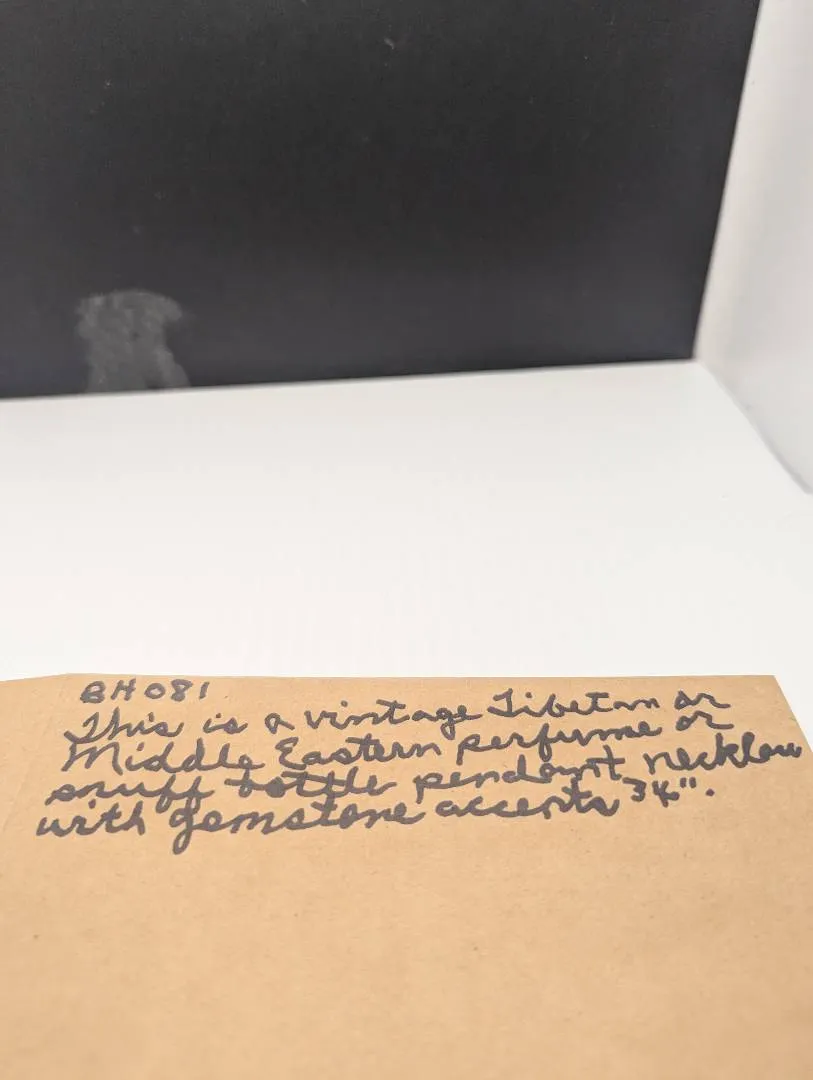 BH081
This is a vintage Tibetan or
Middle Eastern perfume or
snuff bottle pendant necklace
with gemstone accents 34".